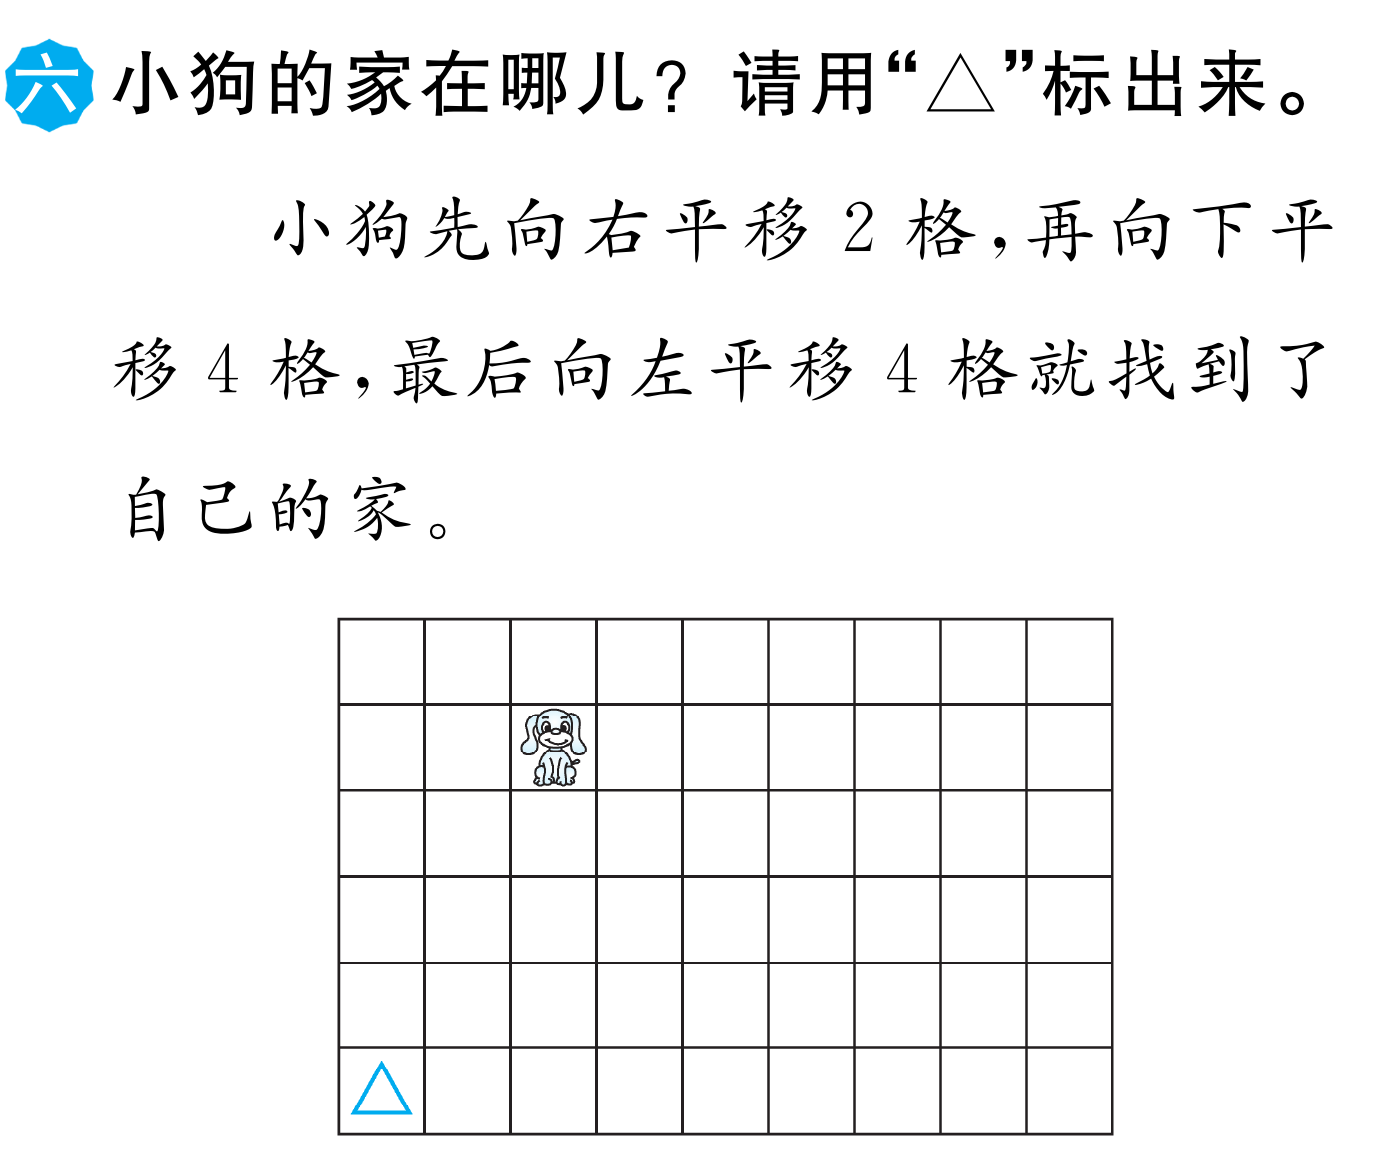 六 小狗的家在哪儿？请用“△”标出来。
小狗先向右平移 2 格，再向下平
移 4 格，最后向左平移 4 格就找到了
自己的家。